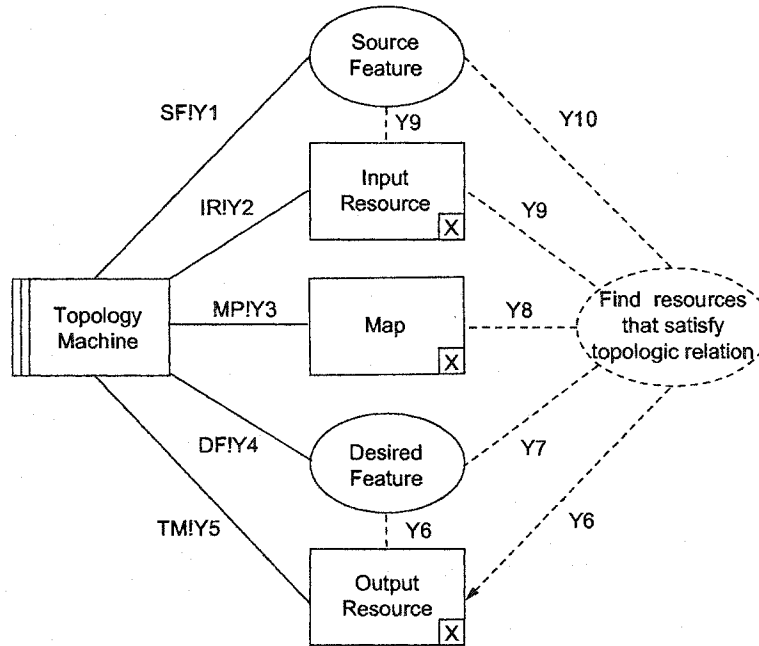 Source
Feature
SF!Y1
Y9
Y10
Input
Resource
X
IR!Y2
Y9
Topology
Machine
MP!Y3
Map
X
Y8
Find resources
that satisfy
topologic relation
DF!Y4
Desired
Feature
Y7
TM!Y5
Y6
Y6
Output
Resource
X